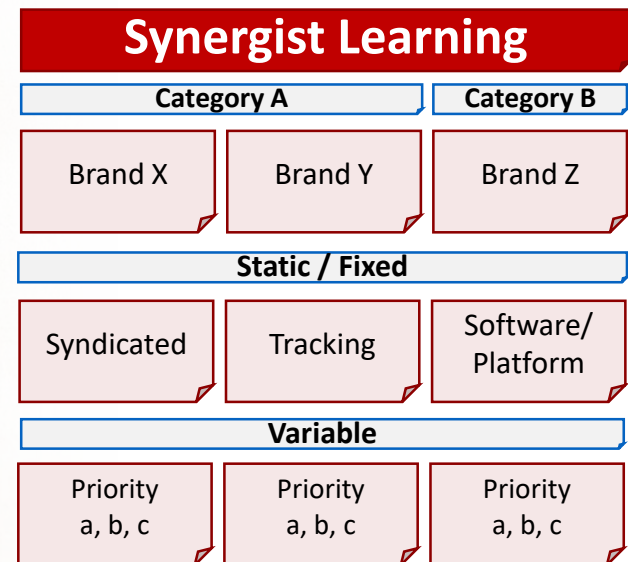 Synergist Learning
Category A
Category B
Brand X
Brand Y
Brand Z
Static / Fixed
Syndicated
Tracking
Software/
Platform
Variable
Priority
a, b, c
Priority
a, b, c
Priority
a, b, c